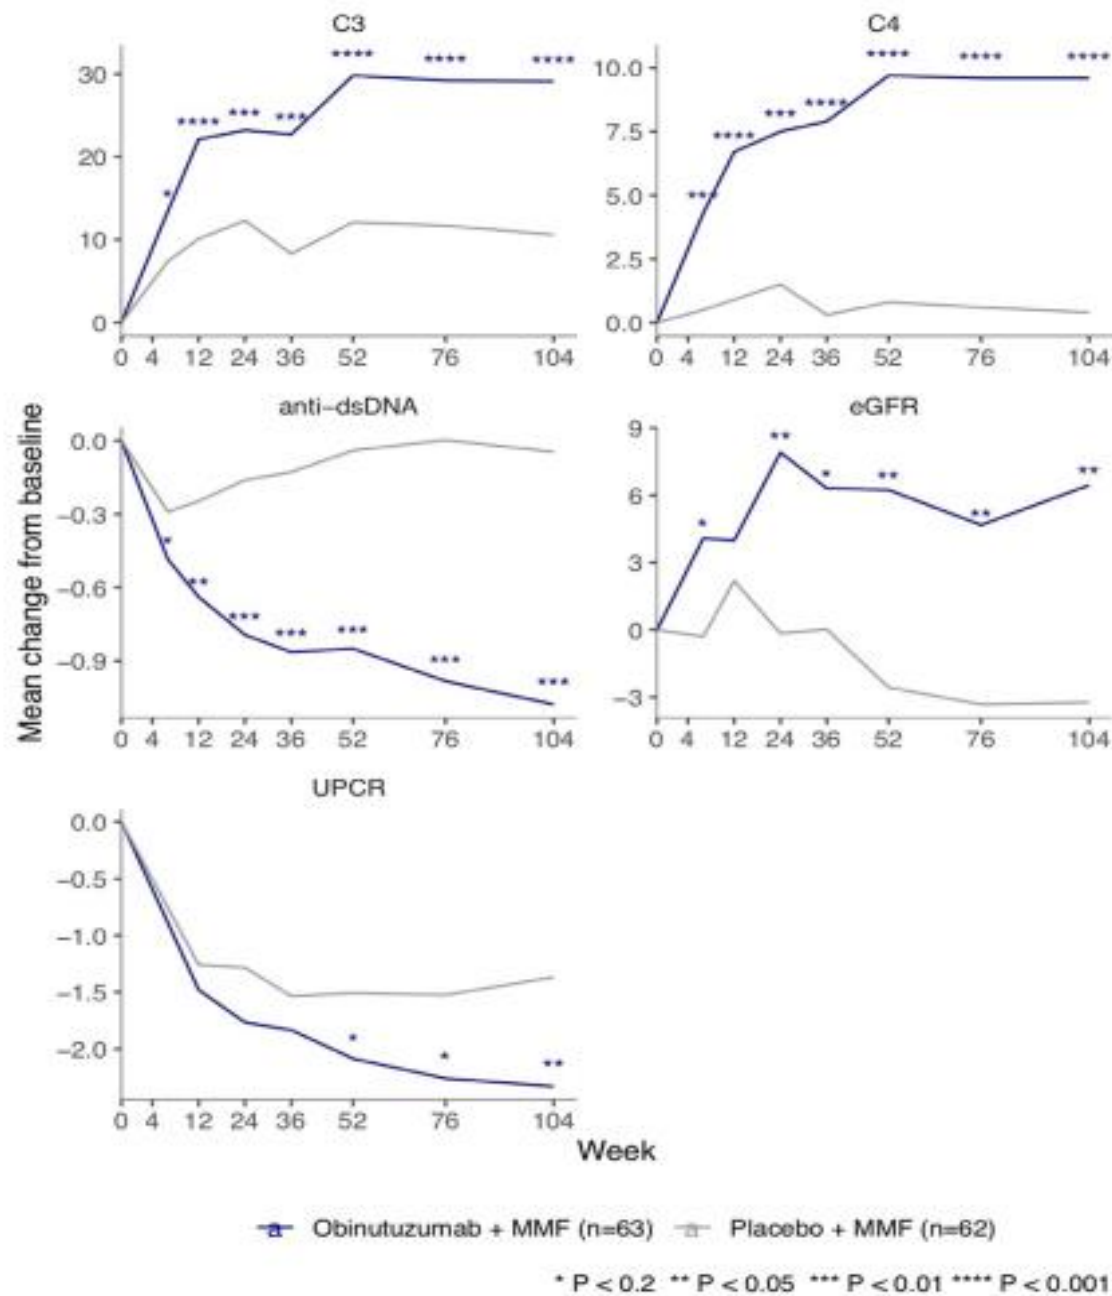 C3
**** **** ****
**** *** ***
*
30
20
10
0
0 4 12 24 36 52 76 104
C4
**** **** ****
**** *** ****
***
10.0
7.5
5.0
2.5
0.0
0 4 12 24 36 52 76 104
Mean change from baseline
anti-dsDNA
0.0
-0.3
-0.6
-0.9
* ** *** *** *** *** ***
0 4 12 24 36 52 76 104
eGFR
9
6
3
0
-3
* ** * ** ** **
0 4 12 24 36 52 76 104
UPCR
0.0
-0.5
-1.0
-1.5
-2.0
* * **
0 4 12 24 36 52 76 104
Week
a Obinutuzumab + MMF (n=63) a Placebo + MMF (n=62)
* P < 0.2 ** P < 0.05 *** P < 0.01 **** P < 0.001